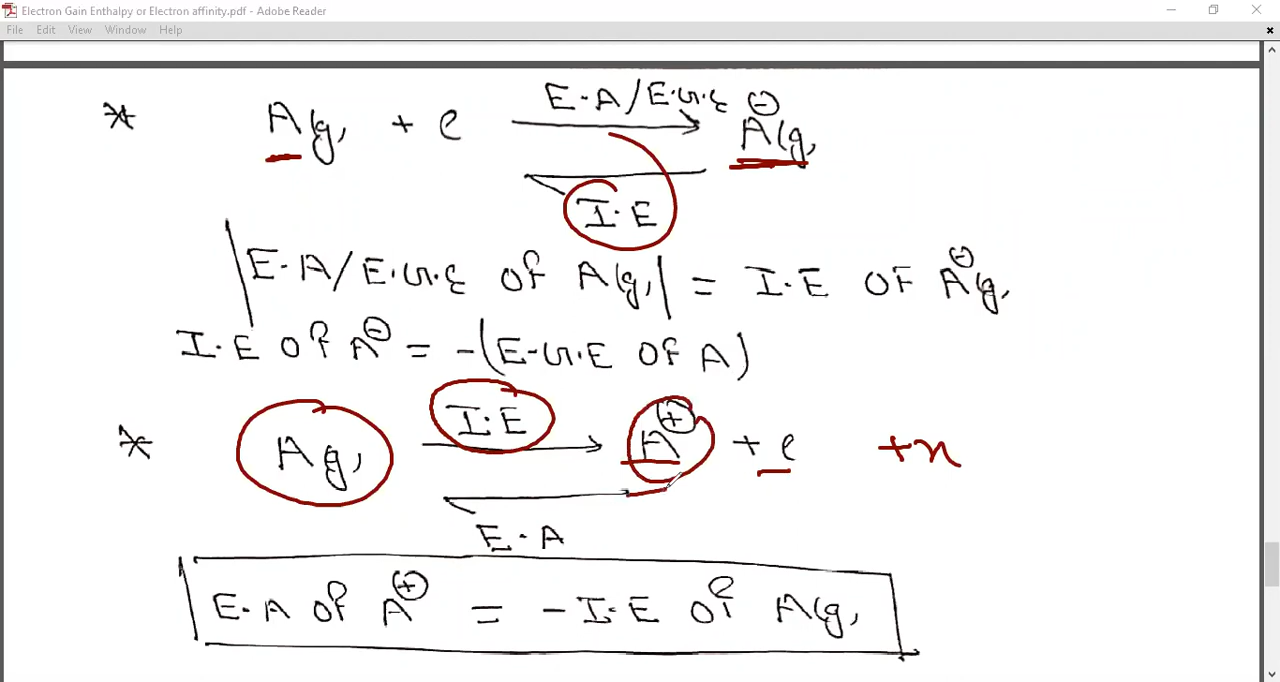 Electron Gain Enthalpy or Electron affinity.pdf - Adobe Reader
File Edit View Window Help
* A(g) + e E·A/E.G.E A⊖(g)
I·E
|E·A/E.G.E OF A(g)| = I·E OF A⊖(g)
I·E Of A⊖ = -(E·G.E OF A)
* A(g) I·E A⊕ + e +x
E·A
E·A Of A⊕ = -I·E Of A(g)